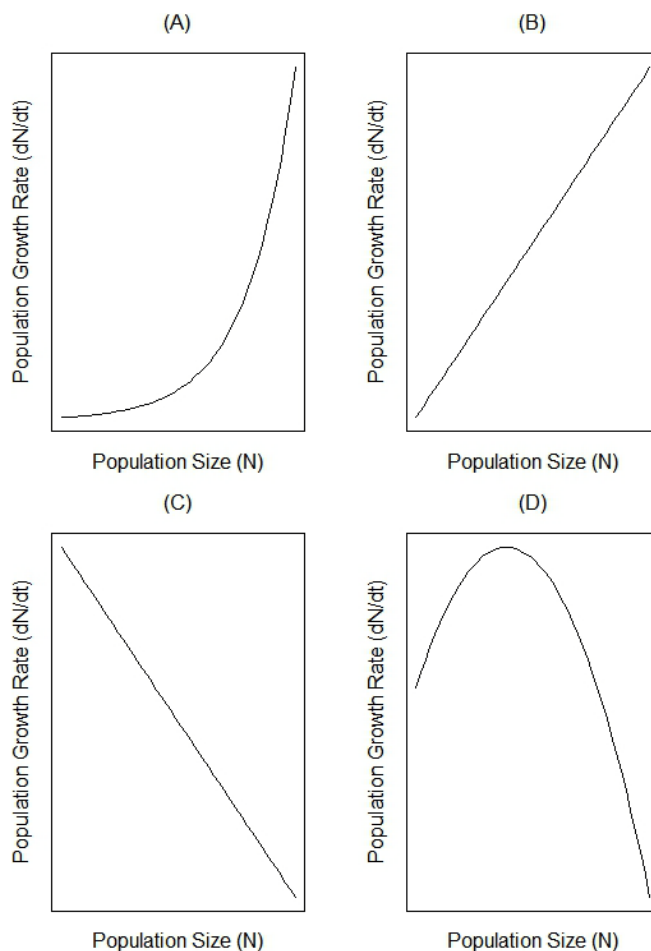 (A)
Population Growth Rate (dN/dt)
Population Size (N)
(B)
Population Growth Rate (dN/dt)
Population Size (N)
(C)
Population Growth Rate (dN/dt)
Population Size (N)
(D)
Population Growth Rate (dN/dt)
Population Size (N)